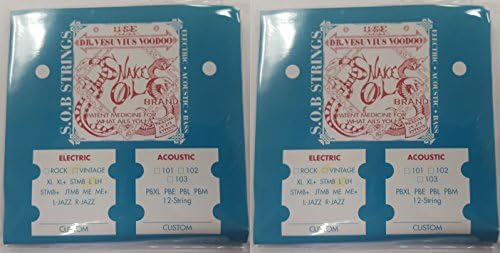 S.O.B STRINGS
USE
DR. VESUVIUS VOODOO'S
SNAKE
OIL
BRAND
PATENT MEDICINE FOR
WHAT AILS YOU
ELECTRIC • ACOUSTIC • BASS
ELECTRIC
ROCK VINTAGE
XL XL+ STMB L LH
STMB+ JTMB ME ME+
L-JAZZ R-JAZZ
CUSTOM
ACOUSTIC
101 102
103
PBXL PBE PBL PBM
12-String
CUSTOM
S.O.B STRINGS
USE
DR. VESUVIUS VOODOO'S
SNAKE
OIL
BRAND
PATENT MEDICINE FOR
WHAT AILS YOU
ELECTRIC • ACOUSTIC • BASS
ELECTRIC
ROCK VINTAGE
XL XL+ STMB L LH
STMB+ JTMB ME ME+
L-JAZZ R-JAZZ
CUSTOM
ACOUSTIC
101 102
103
PBXL PBE PBL PBM
12-String
CUSTOM